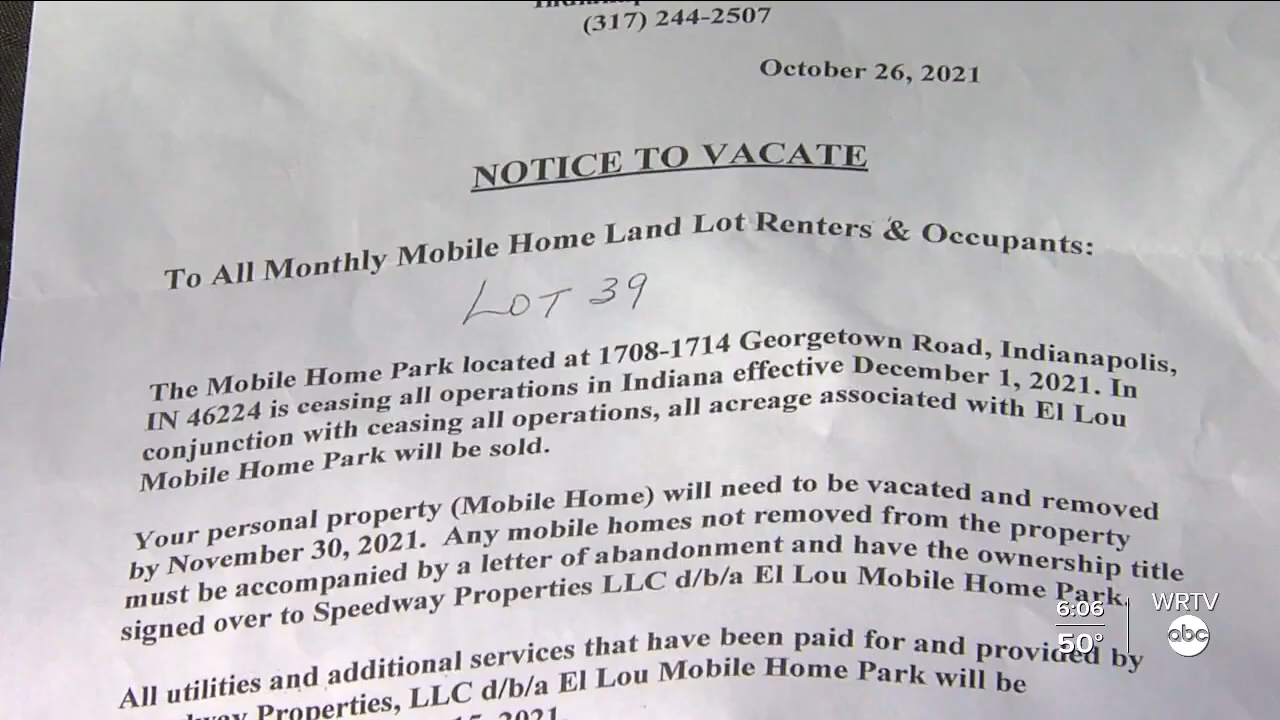 (317) 244-2507
October 26, 2021
NOTICE TO VACATE
To All Monthly Mobile Home Land Lot Renters & Occupants:
LOT 39
The Mobile Home Park located at 1708-1714 Georgetown Road, Indianapolis,
IN 46224 is ceasing all operations in Indiana effective December 1, 2021. In
conjunction with ceasing all operations, all acreage associated with El Lou
Mobile Home Park will be sold.
Your personal property (Mobile Home) will need to be vacated and removed
by November 30, 2021. Any mobile homes not removed from the property
must be accompanied by a letter of abandonment and have the ownership title
signed over to Speedway Properties LLC d/b/a El Lou Mobile Home Park.
All utilities and additional services that have been paid for and provided by
Properties, LLC d/b/a El Lou Mobile Home Park will be
2021.
6:06
50°
WRTV
abc